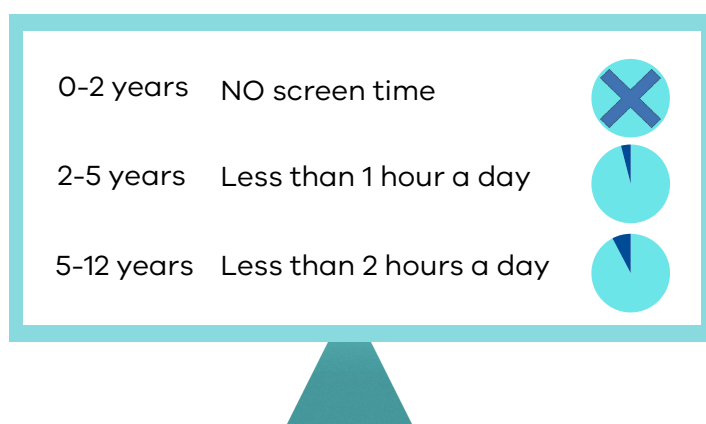 0-2 years NO screen time
2-5 years Less than 1 hour a day
5-12 years Less than 2 hours a day